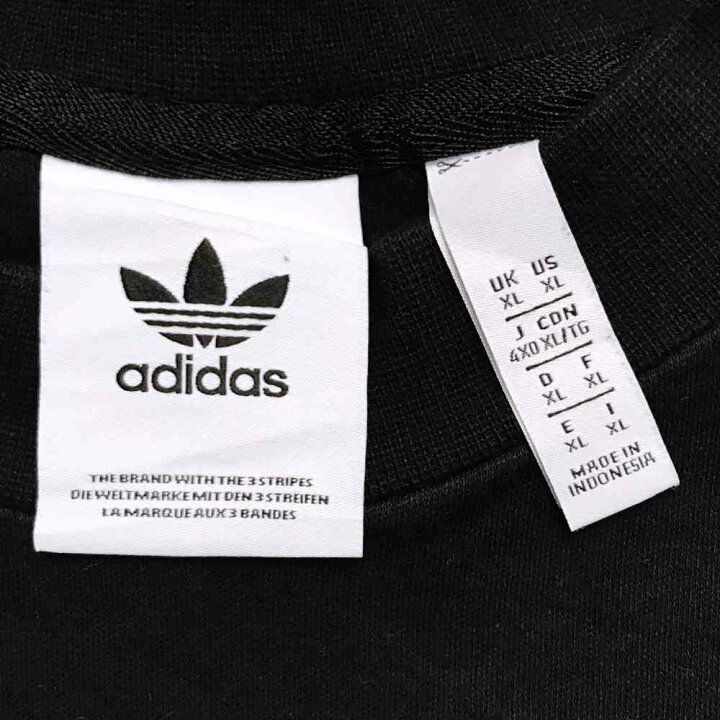 adidas
THE BRAND WITH THE 3 STRIPES
DIE WELTMARKE MIT DEN 3 STREIFEN
LA MARQUE AUX 3 BANDES
UK US
XL XL
J CDN
4XO XL/TG
D F
XL XL
E I
XL XL
MADE IN
INDONESIA